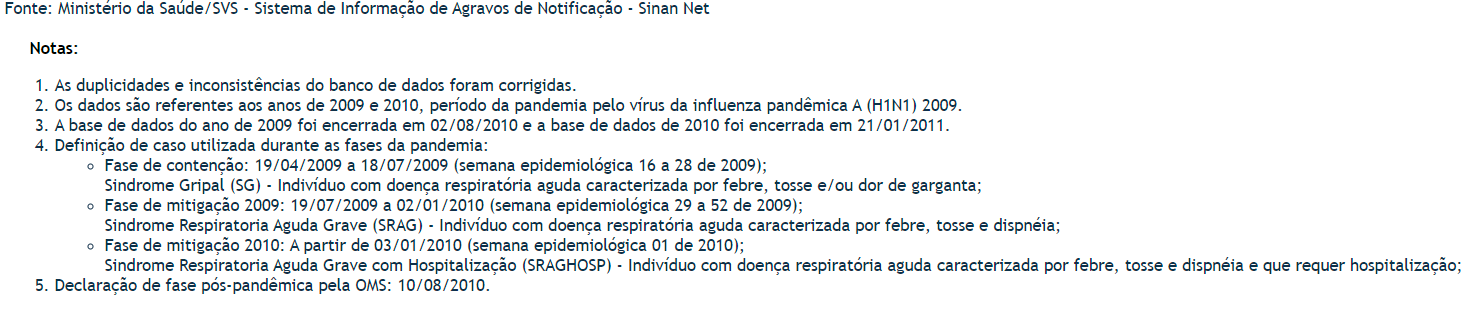 Fonte: Ministério da Saúde/SVS - Sistema de Informação de Agravos de Notificação - Sinan Net
Notas:
1. As duplicidades e inconsistências do banco de dados foram corrigidas.
2. Os dados são referentes aos anos de 2009 e 2010, período da pandemia pelo vírus da influenza pandêmica A (H1N1) 2009.
3. A base de dados do ano de 2009 foi encerrada em 02/08/2010 e a base de dados de 2010 foi encerrada em 21/01/2011.
4. Definição de caso utilizada durante as fases da pandemia:
◦ Fase de contenção: 19/04/2009 a 18/07/2009 (semana epidemiológica 16 a 28 de 2009);
Sindrome Gripal (SG) - Indivíduo com doença respiratória aguda caracterizada por febre, tosse e/ou dor de garganta;
◦ Fase de mitigação 2009: 19/07/2009 a 02/01/2010 (semana epidemiológica 29 a 52 de 2009);
Sindrome Respiratoria Aguda Grave (SRAG) - Indivíduo com doença respiratória aguda caracterizada por febre, tosse e dispnéia;
◦ Fase de mitigação 2010: A partir de 03/01/2010 (semana epidemiológica 01 de 2010);
Sindrome Respiratoria Aguda Grave com Hospitalização (SRAGHOSP) - Indivíduo com doença respiratória aguda caracterizada por febre, tosse e dispnéia e que requer hospitalização;
5. Declaração de fase pós-pandêmica pela OMS: 10/08/2010.